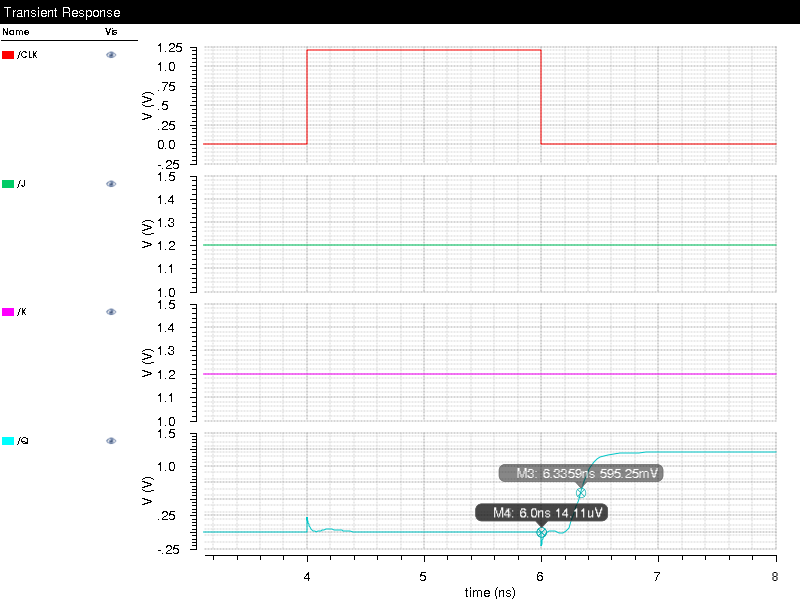 Transient Response
Name Vis
/CLK
1.25
1.0
.75
.5
.25
0.0
-.25
V (V)
/J
1.5
1.4
1.3
1.2
1.1
1.0
V (V)
/K
1.5
1.4
1.3
1.2
1.1
1.0
V (V)
/Q
1.5
1.0
.25
-.25
V (V)
M3: 6.3359ns 595.25mV
M4: 6.0ns 14.11uV
4 5 6 7 8
time (ns)